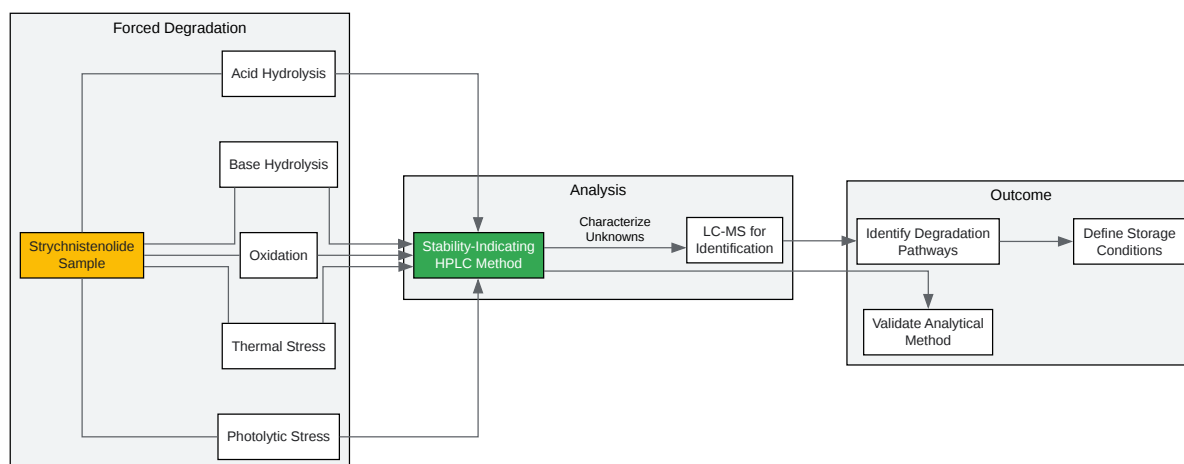 Forced Degradation
Acid Hydrolysis
Base Hydrolysis
Strychnistenolide
Sample
Oxidation
Thermal Stress
Photolytic Stress
Analysis
Stability-Indicating
HPLC Method
Characterize
Unknowns
LC-MS for
Identification
Outcome
Identify Degradation
Pathways
Define Storage
Conditions
Validate Analytical
Method